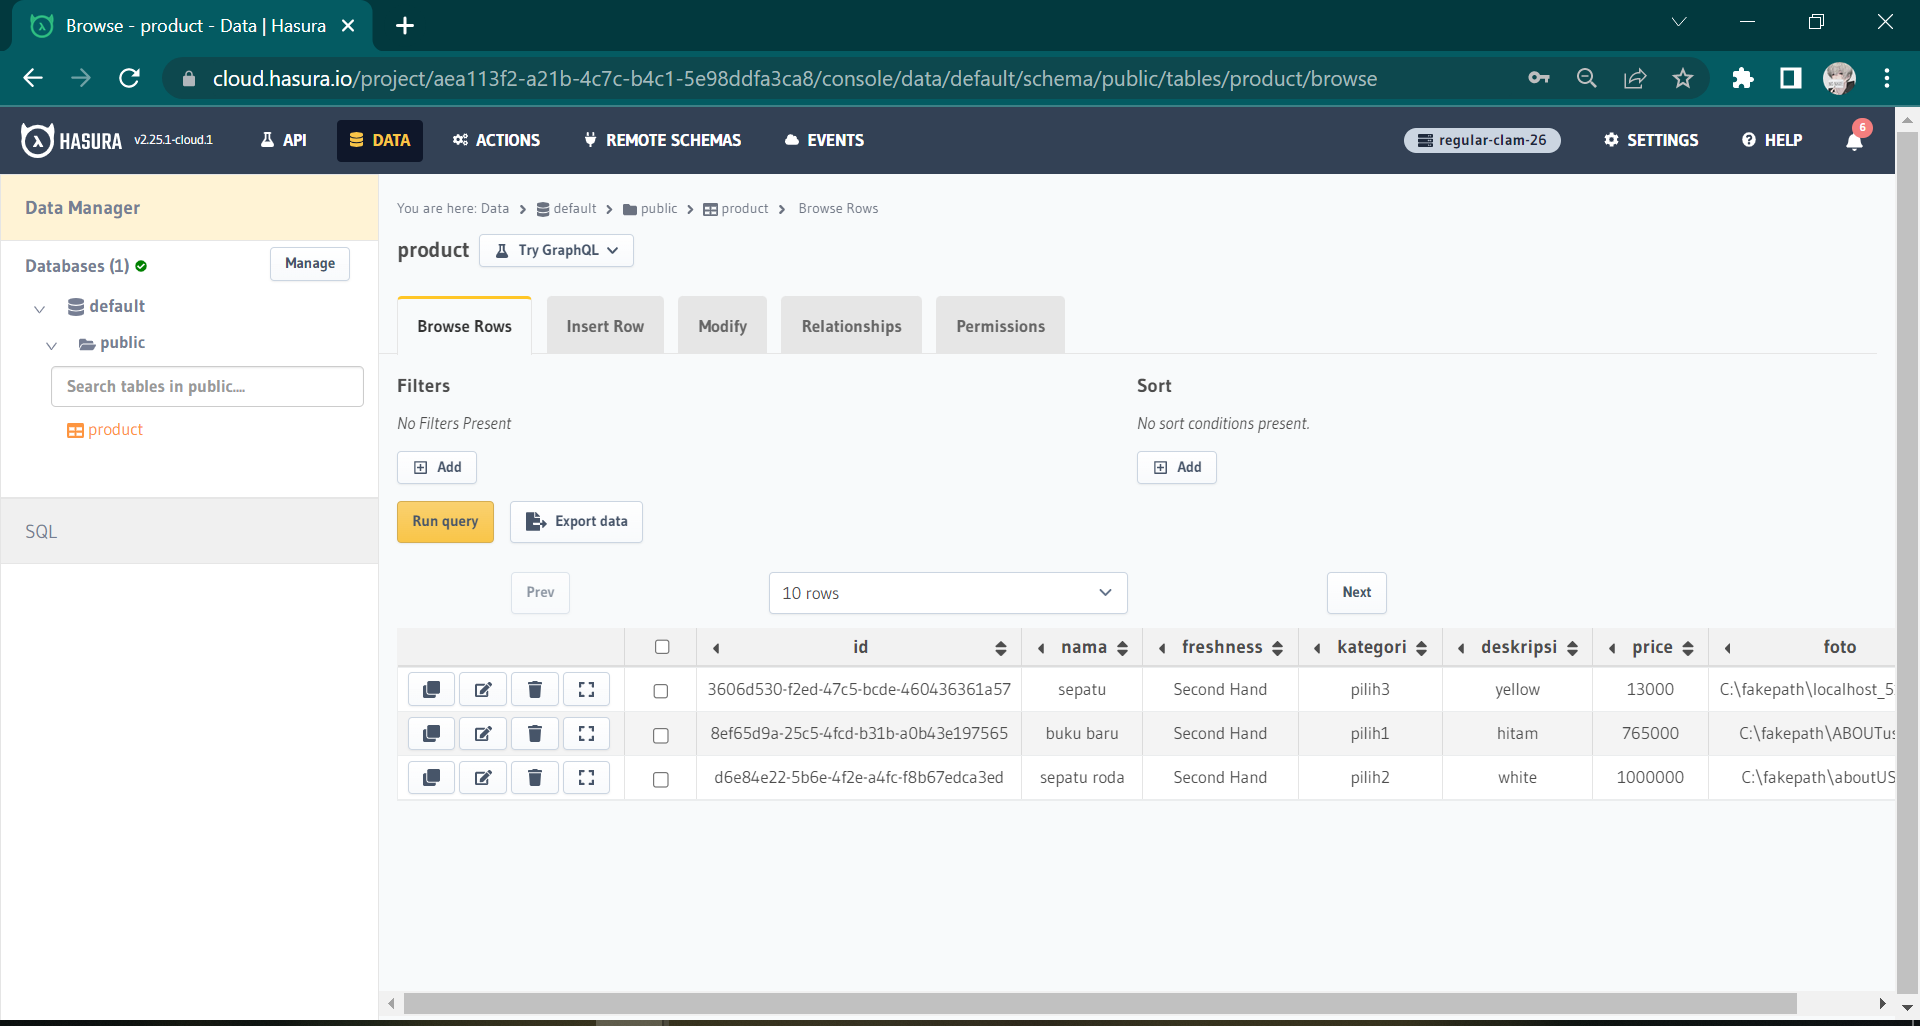 Browse - product - Data | Hasura
cloud.hasura.io/project/aea113f2-a21b-4c7c-b4c1-5e98ddfa3ca8/console/data/default/schema/public/tables/product/browse
HASURA v2.25.1-cloud.1 API DATA ACTIONS REMOTE SCHEMAS EVENTS regular-clam-26 SETTINGS HELP 6
Data Manager
Databases (1) Manage
default
public
Search tables in public....
product
SQL
You are here: Data > default > public > product > Browse Rows
product Try GraphQL
Browse Rows Insert Row Modify Relationships Permissions
Filters Sort
No Filters Present No sort conditions present.
Add Add
Run query Export data
Prev 10 rows Next
id nama freshness kategori deskripsi price foto
3606d530-f2ed-47c5-bcde-460436361a57 sepatu Second Hand pilih3 yellow 13000 C:\fakepath\localhost_5
8ef65d9a-25c5-4fcd-b31b-a0b43e197565 buku baru Second Hand pilih1 hitam 765000 C:\fakepath\ABOUTus
d6e84e22-5b6e-4f2e-a4fc-f8b67edca3ed sepatu roda Second Hand pilih2 white 1000000 C:\fakepath\aboutUS